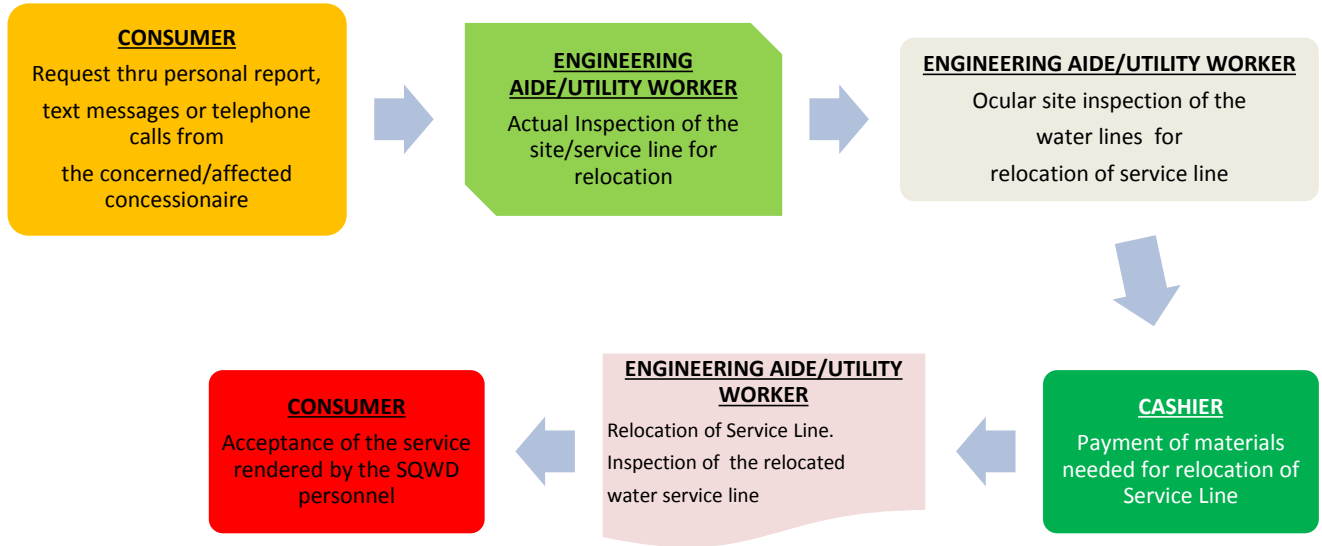 CONSUMER
Request thru personal report,
text messages or telephone
calls from
the concerned/affected
concessionaire
ENGINEERING
AIDE/UTILITY WORKER
Actual Inspection of the
site/service line for
relocation
ENGINEERING AIDE/UTILITY WORKER
Ocular site inspection of the
water lines for
relocation of service line
CASHIER
Payment of materials
needed for relocation of
Service Line
ENGINEERING AIDE/UTILITY
WORKER
Relocation of Service Line.
Inspection of the relocated
water service line
CONSUMER
Acceptance of the service
rendered by the SQWD
personnel